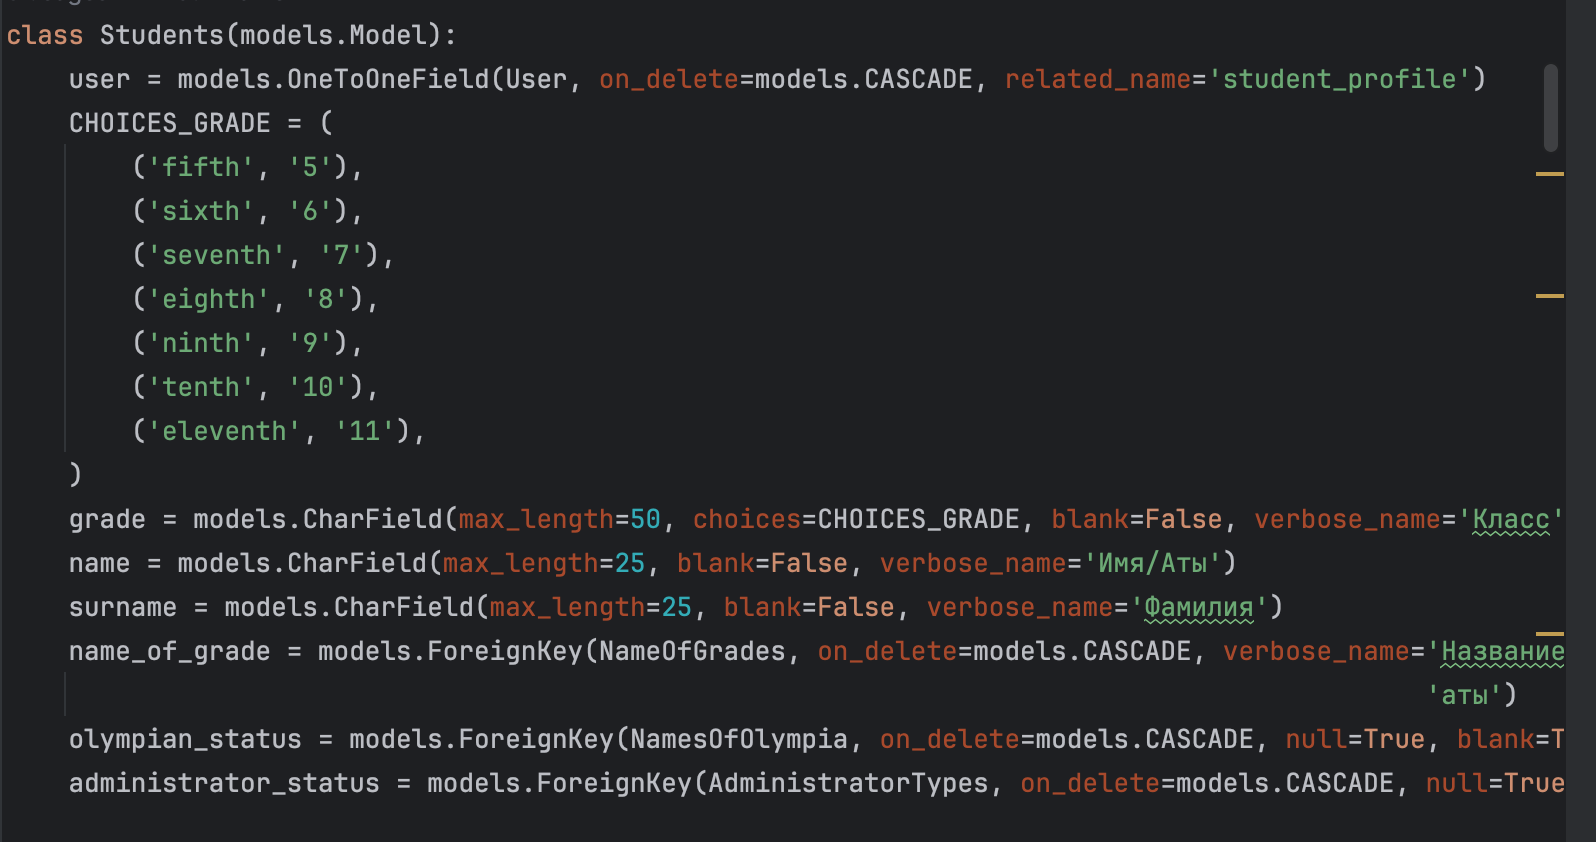 class Students(models.Model):
user = models.OneToOneField(User, on_delete=models.CASCADE, related_name='student_profile')
CHOICES_GRADE = (
('fifth', '5'),
('sixth', '6'),
('seventh', '7'),
('eighth', '8'),
('ninth', '9'),
('tenth', '10'),
('eleventh', '11'),
)
grade = models.CharField(max_length=50, choices=CHOICES_GRADE, blank=False, verbose_name='Класс'
name = models.CharField(max_length=25, blank=False, verbose_name='Имя/Аты')
surname = models.CharField(max_length=25, blank=False, verbose_name='Фамилия')
name_of_grade = models.ForeignKey(NameOfGrades, on_delete=models.CASCADE, verbose_name='Название
'аты')
olympian_status = models.ForeignKey(NamesOfOlympia, on_delete=models.CASCADE, null=True, blank=T
administrator_status = models.ForeignKey(AdministratorTypes, on_delete=models.CASCADE, null=True